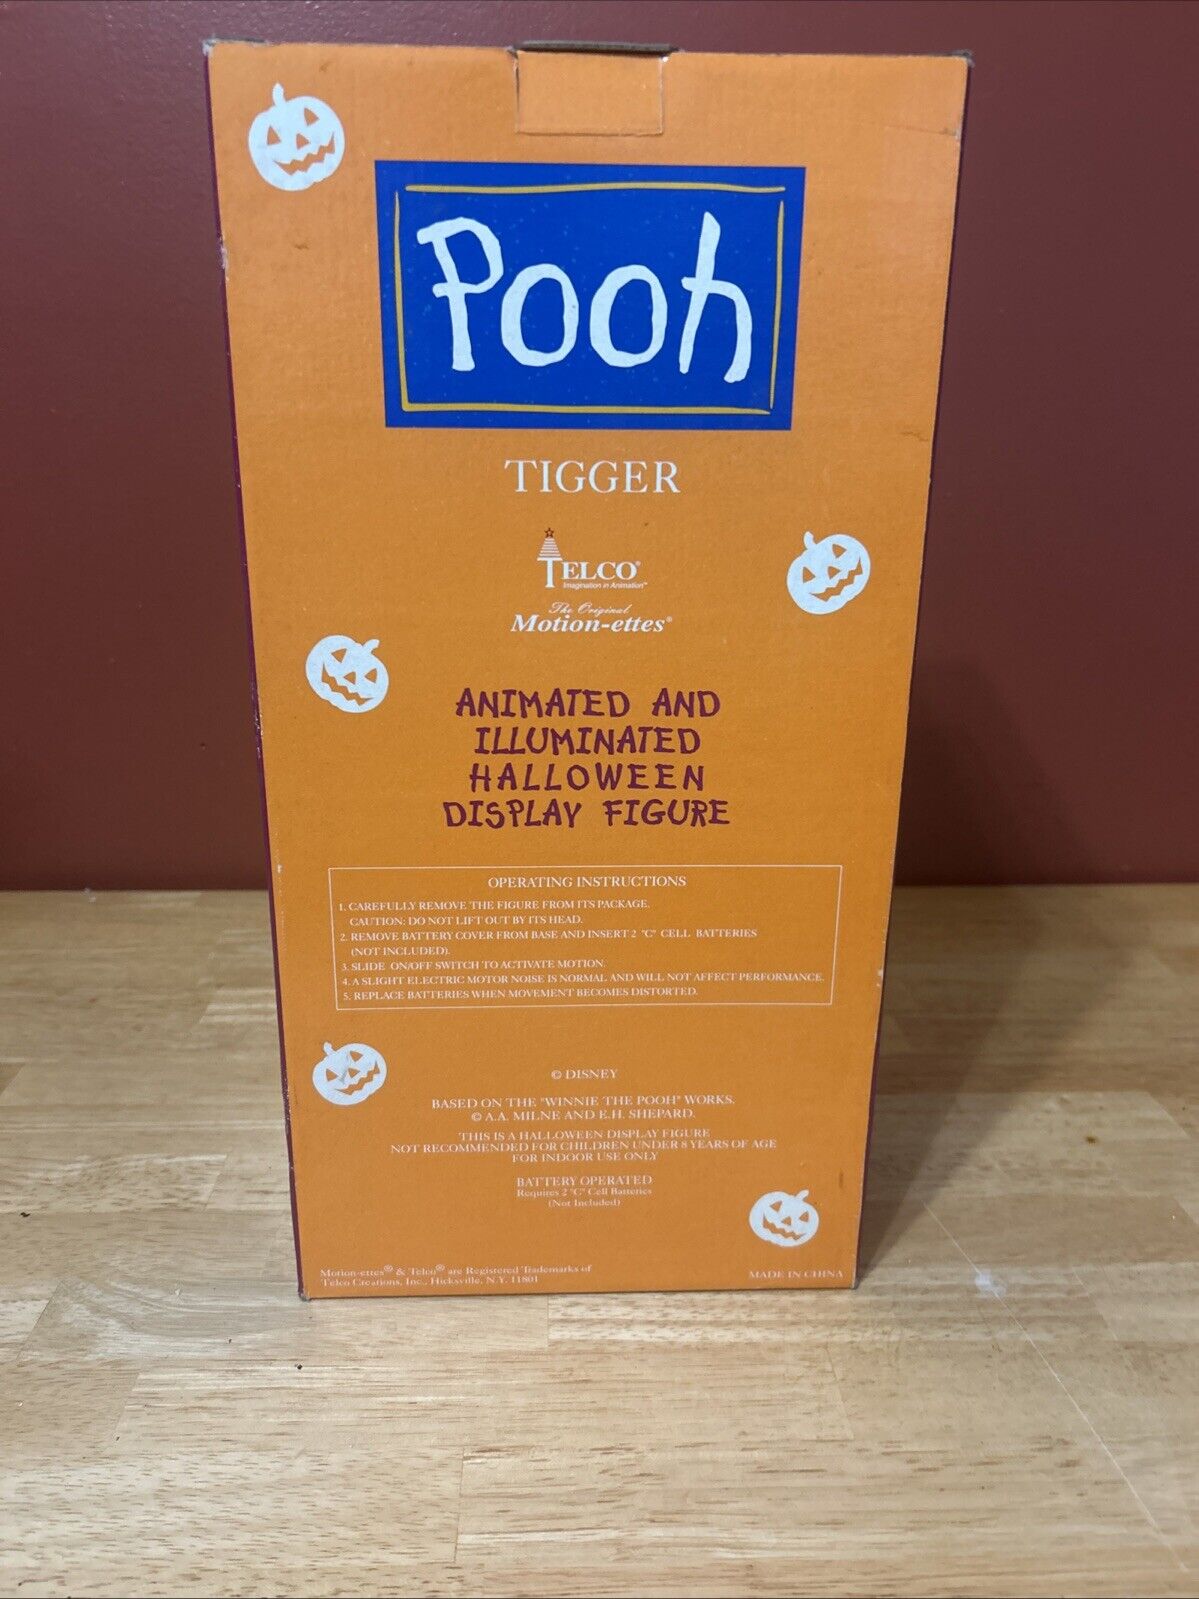 Pooh
TIGGER
TELCO®
Imagination in Animation™
The Original
Motion-ettes®
ANIMATED AND
ILLUMINATED
HALLOWEEN
DISPLAY FIGURE
OPERATING INSTRUCTIONS
1. CAREFULLY REMOVE THE FIGURE FROM ITS PACKAGE.
CAUTION: DO NOT LIFT OUT BY ITS HEAD.
2. REMOVE BATTERY COVER FROM BASE AND INSERT 2 "C" CELL BATTERIES
(NOT INCLUDED).
3. SLIDE ON/OFF SWITCH TO ACTIVATE MOTION.
4. A SLIGHT ELECTRIC MOTOR NOISE IS NORMAL AND WILL NOT AFFECT PERFORMANCE.
5. REPLACE BATTERIES WHEN MOVEMENT BECOMES DISTORTED.
© DISNEY
BASED ON THE "WINNIE THE POOH" WORKS.
© A.A. MILNE AND E.H. SHEPARD.
THIS IS A HALLOWEEN DISPLAY FIGURE
NOT RECOMMENDED FOR CHILDREN UNDER 8 YEARS OF AGE
FOR INDOOR USE ONLY
BATTERY OPERATED
Requires 2 "C" Cell Batteries
(Not Included)
Motion-ettes® & Telco® are Registered Trademarks of
Telco Creations, Inc., Hicksville, N.Y. 11801
MADE IN CHINA